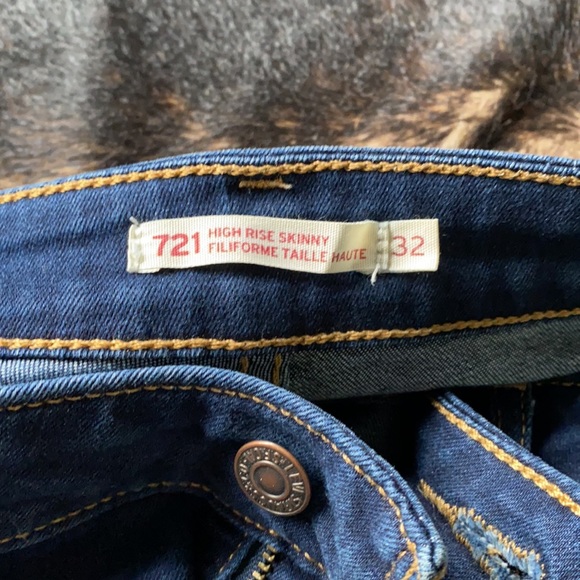 721 HIGH RISE SKINNY
FILIFORME TAILLE HAUTE
32